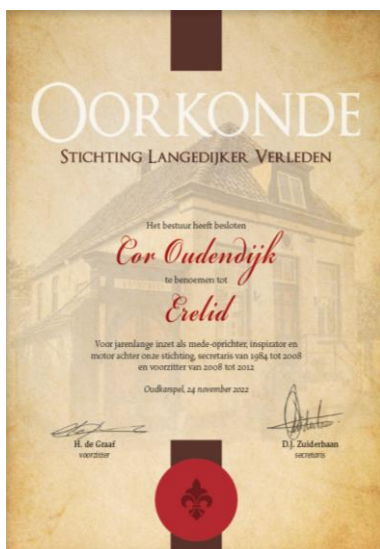 OORKONDE
STICHTING LANGEDIJKER VERLEDEN
Het bestuur heeft besloten
Cor Oudendijk
te benoemen tot
Erelid
Voor jarenlange inzet als mede-oprichter, inspirator en
motor achter onze stichting, secretaris van 1984 tot 2008
en voorzitter van 2008 tot 2012
Oudkarspel, 24 november 2022
H. de Graaf
voorzitter
D.J. Zuiderbaan
secretaris